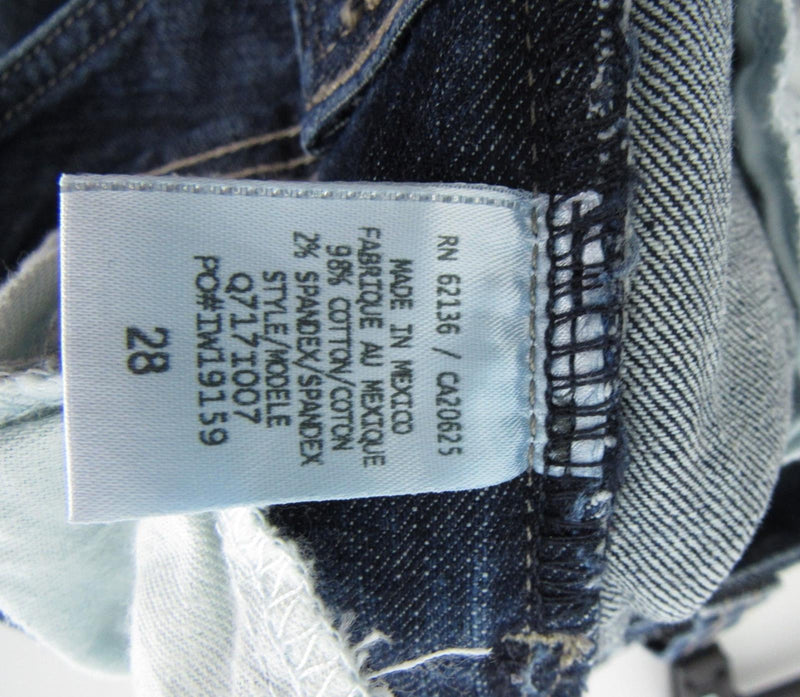 RN 62136 / CA20625
MADE IN MEXICO
FABRIQUE AU MEXIQUE
98% COTTON/COTON
2% SPANDEX/SPANDEX
STYLE/MODELE
Q717I007
PO#IW19159
28